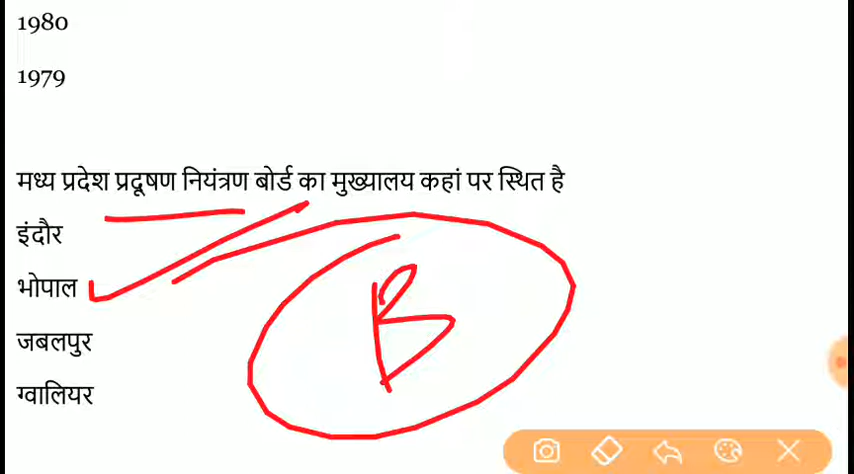 1980
1979
मध्य प्रदेश प्रदूषण नियंत्रण बोर्ड का मुख्यालय कहां पर स्थित है
इंदौर
भोपाल
B
जबलपुर
ग्वालियर